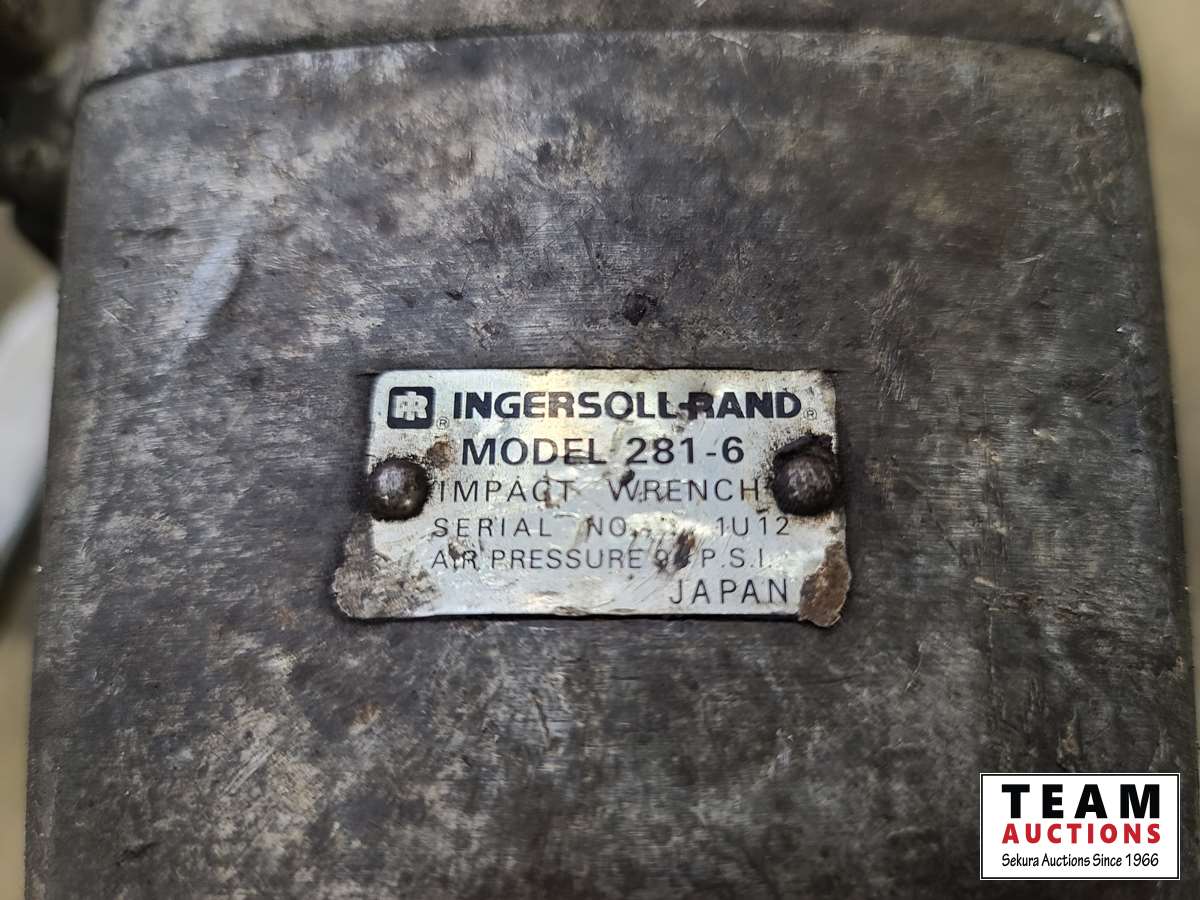 IR ® INGERSOLL-RAND ®
MODEL 281-6
IMPACT WRENCH
SERIAL NO. 1U12
AIR PRESSURE P.S.I.
JAPAN
TEAM
AUCTIONS
Sekura Auctions Since 1966